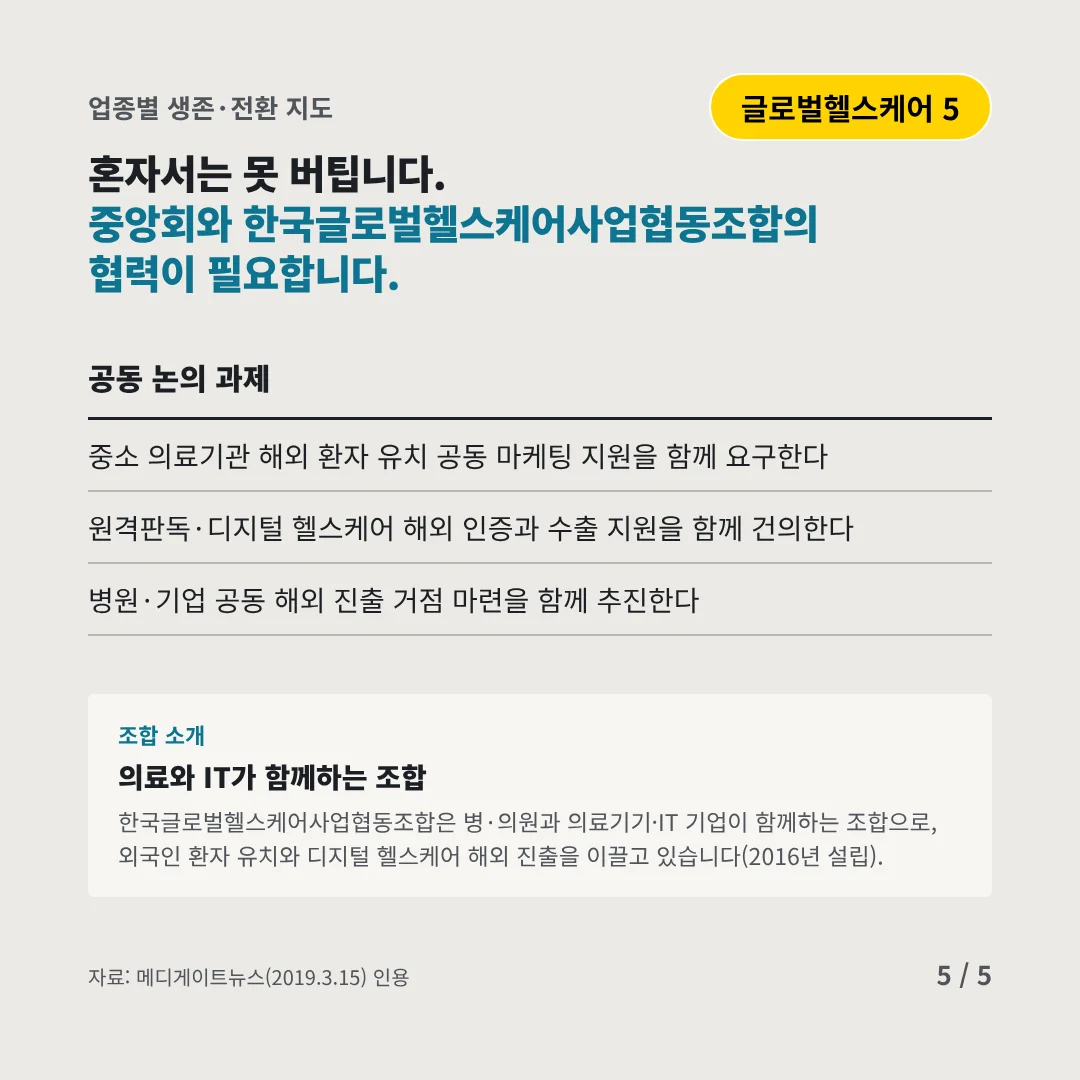 업종별 생존·전환 지도
글로벌헬스케어 5
혼자서는 못 버팁니다.
중앙회와 한국글로벌헬스케어사업협동조합의
협력이 필요합니다.
공동 논의 과제
중소 의료기관 해외 환자 유치 공동 마케팅 지원을 함께 요구한다
원격판독·디지털 헬스케어 해외 인증과 수출 지원을 함께 건의한다
병원·기업 공동 해외 진출 거점 마련을 함께 추진한다
조합 소개
의료와 IT가 함께하는 조합
한국글로벌헬스케어사업협동조합은 병·의원과 의료기기·IT 기업이 함께하는 조합으로,
외국인 환자 유치와 디지털 헬스케어 해외 진출을 이끌고 있습니다(2016년 설립).
자료: 메디게이트뉴스(2019.3.15) 인용
5 / 5